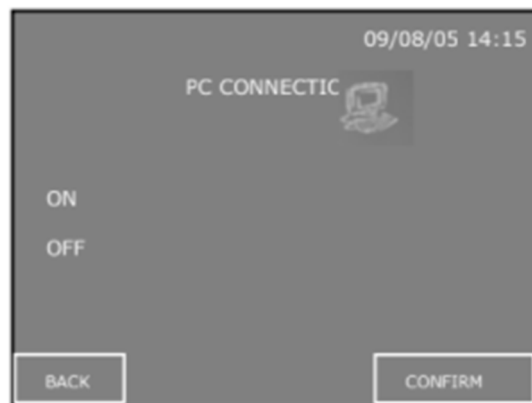 09/08/05 14:15
PC CONNECTIC
ON
OFF
BACK
CONFIRM